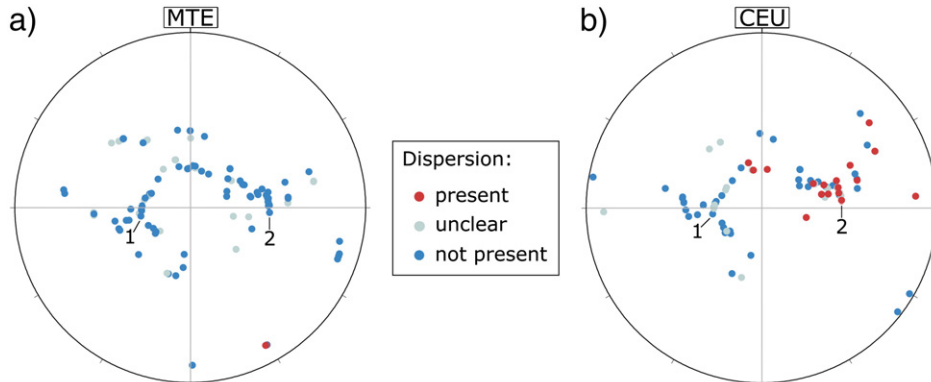 a)
MTE
1
2
Dispersion:
present
unclear
not present
b)
CEU
1
2